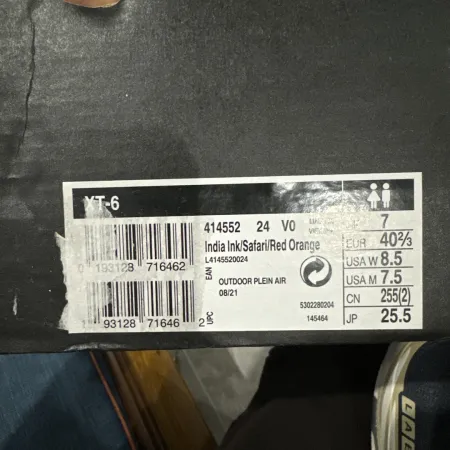 XT-6
414552 24 V0
India Ink/Safari/Red Orange
L4145520024
EAN
0 193128 716462
OUTDOOR PLEIN AIR
08/21
93128 71646 2
UPC
5302280204
145464
7
EUR 40⅔
USA W 8.5
USA M 7.5
CN 255(2)
JP 25.5